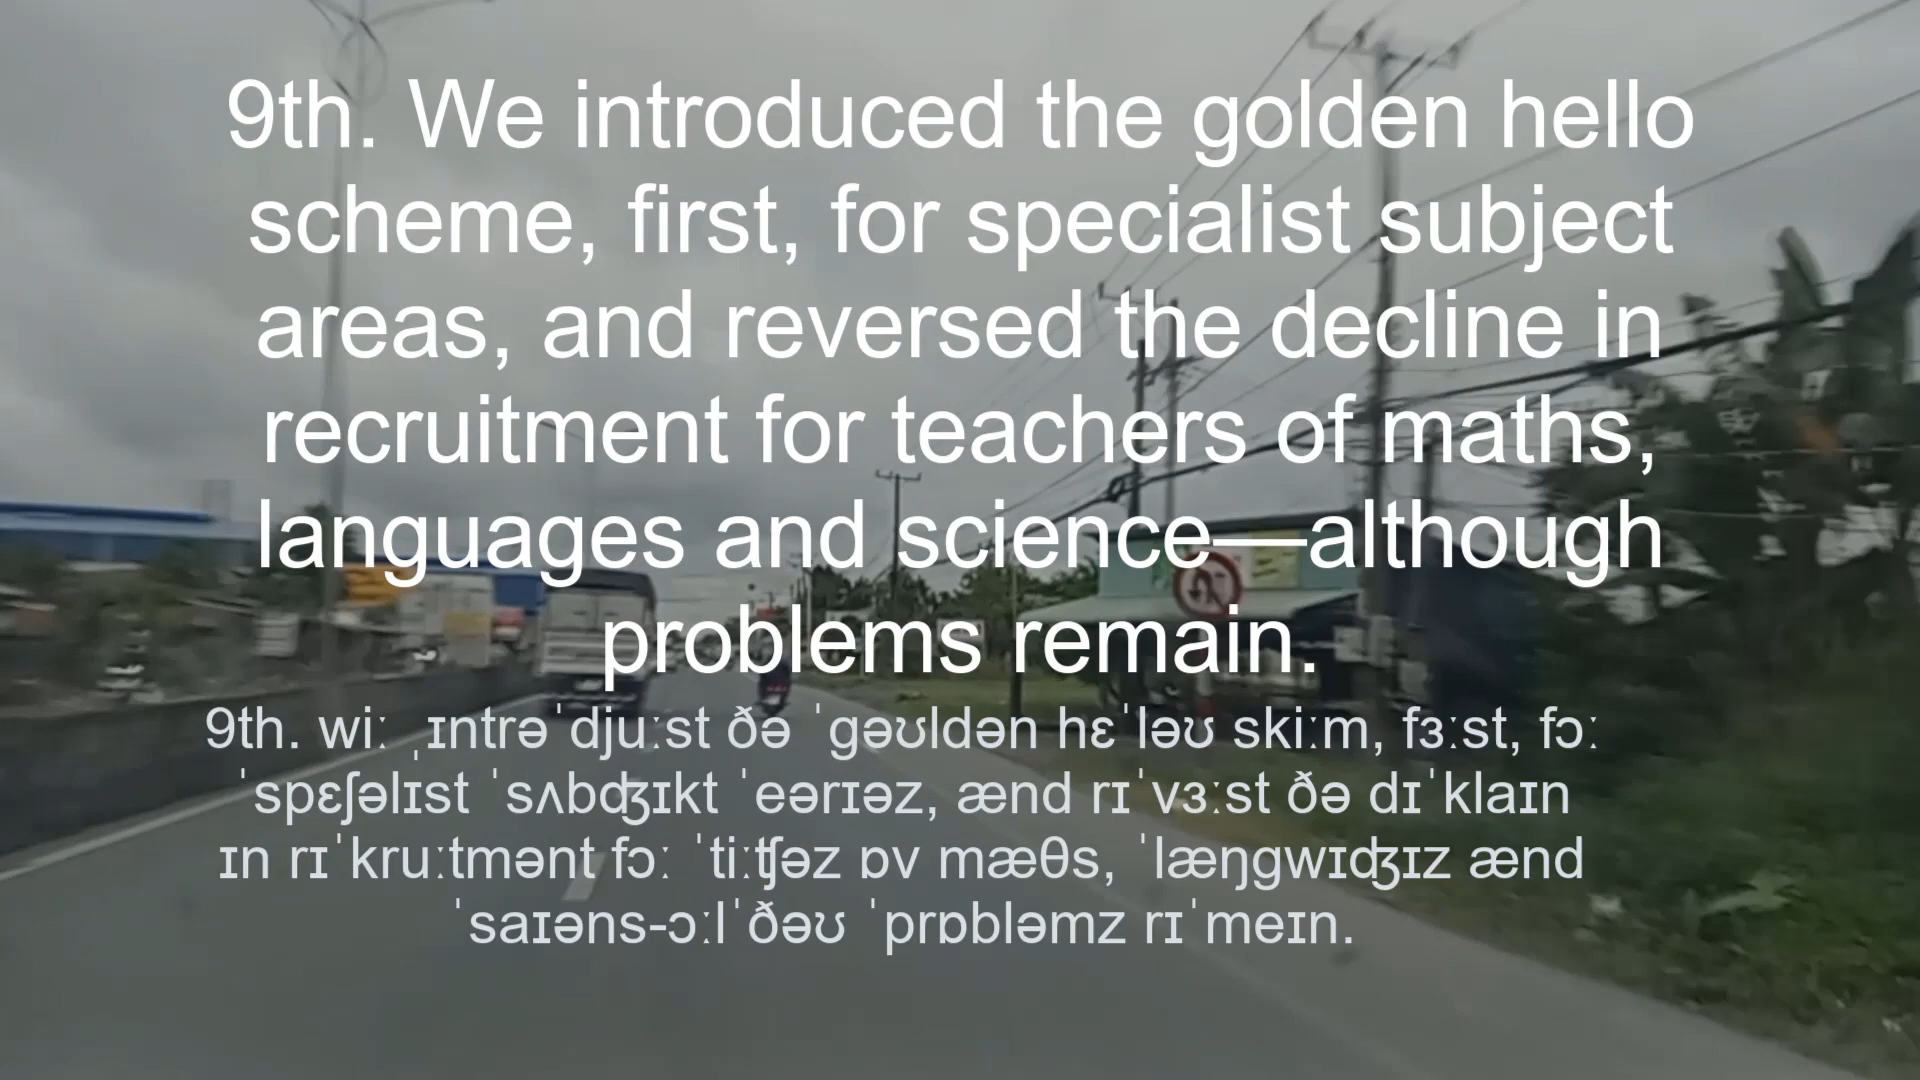 9th. We introduced the golden hello
scheme, first, for specialist subject
areas, and reversed the decline in
recruitment for teachers of maths,
languages and science—although
problems remain.
9th. wiː ˌɪntrəˈdjuːst ðə ˈgəʊldən hɛˈləʊ skiːm, fɜːst, fɔː
ˈspɛʃəlɪst ˈsʌbʤɪkt ˈeərɪəz, ænd rɪˈvɜːst ðə dɪˈklaɪn
ɪn rɪˈkruːtmənt fɔː ˈtiːʧəz ɒv mæθs, ˈlæŋgwɪʤɪz ænd
ˈsaɪəns-ɔːlˈðəʊ ˈprɒbləmz rɪˈmeɪn.